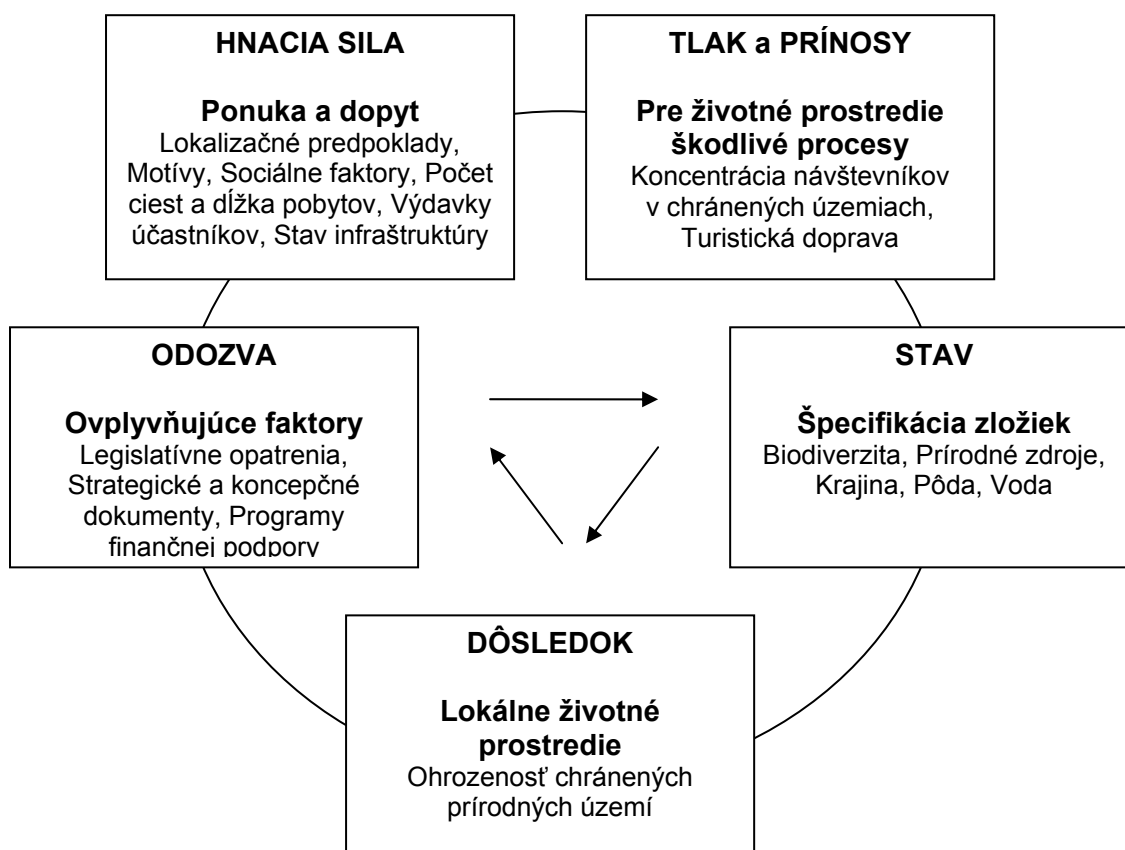 HNACIA SILA
Ponuka a dopyt
Lokalizačné predpoklady,
Motívy, Sociálne faktory, Počet
ciest a dĺžka pobytov, Výdavky
účastníkov, Stav infraštruktúry
TLAK a PRÍNOSY
Pre životné prostredie
škodlivé procesy
Koncentrácia návštevníkov
v chránených územiach,
Turistická doprava
ODOZVA
Ovplyvňujúce faktory
Legislatívne opatrenia,
Strategické a koncepčné
dokumenty, Programy
finančnej podpory
STAV
Špecifikácia zložiek
Biodiverzita, Prírodné zdroje,
Krajina, Pôda, Voda
DÔSLEDOK
Lokálne životné
prostredie
Ohrozenosť chránených
prírodných území